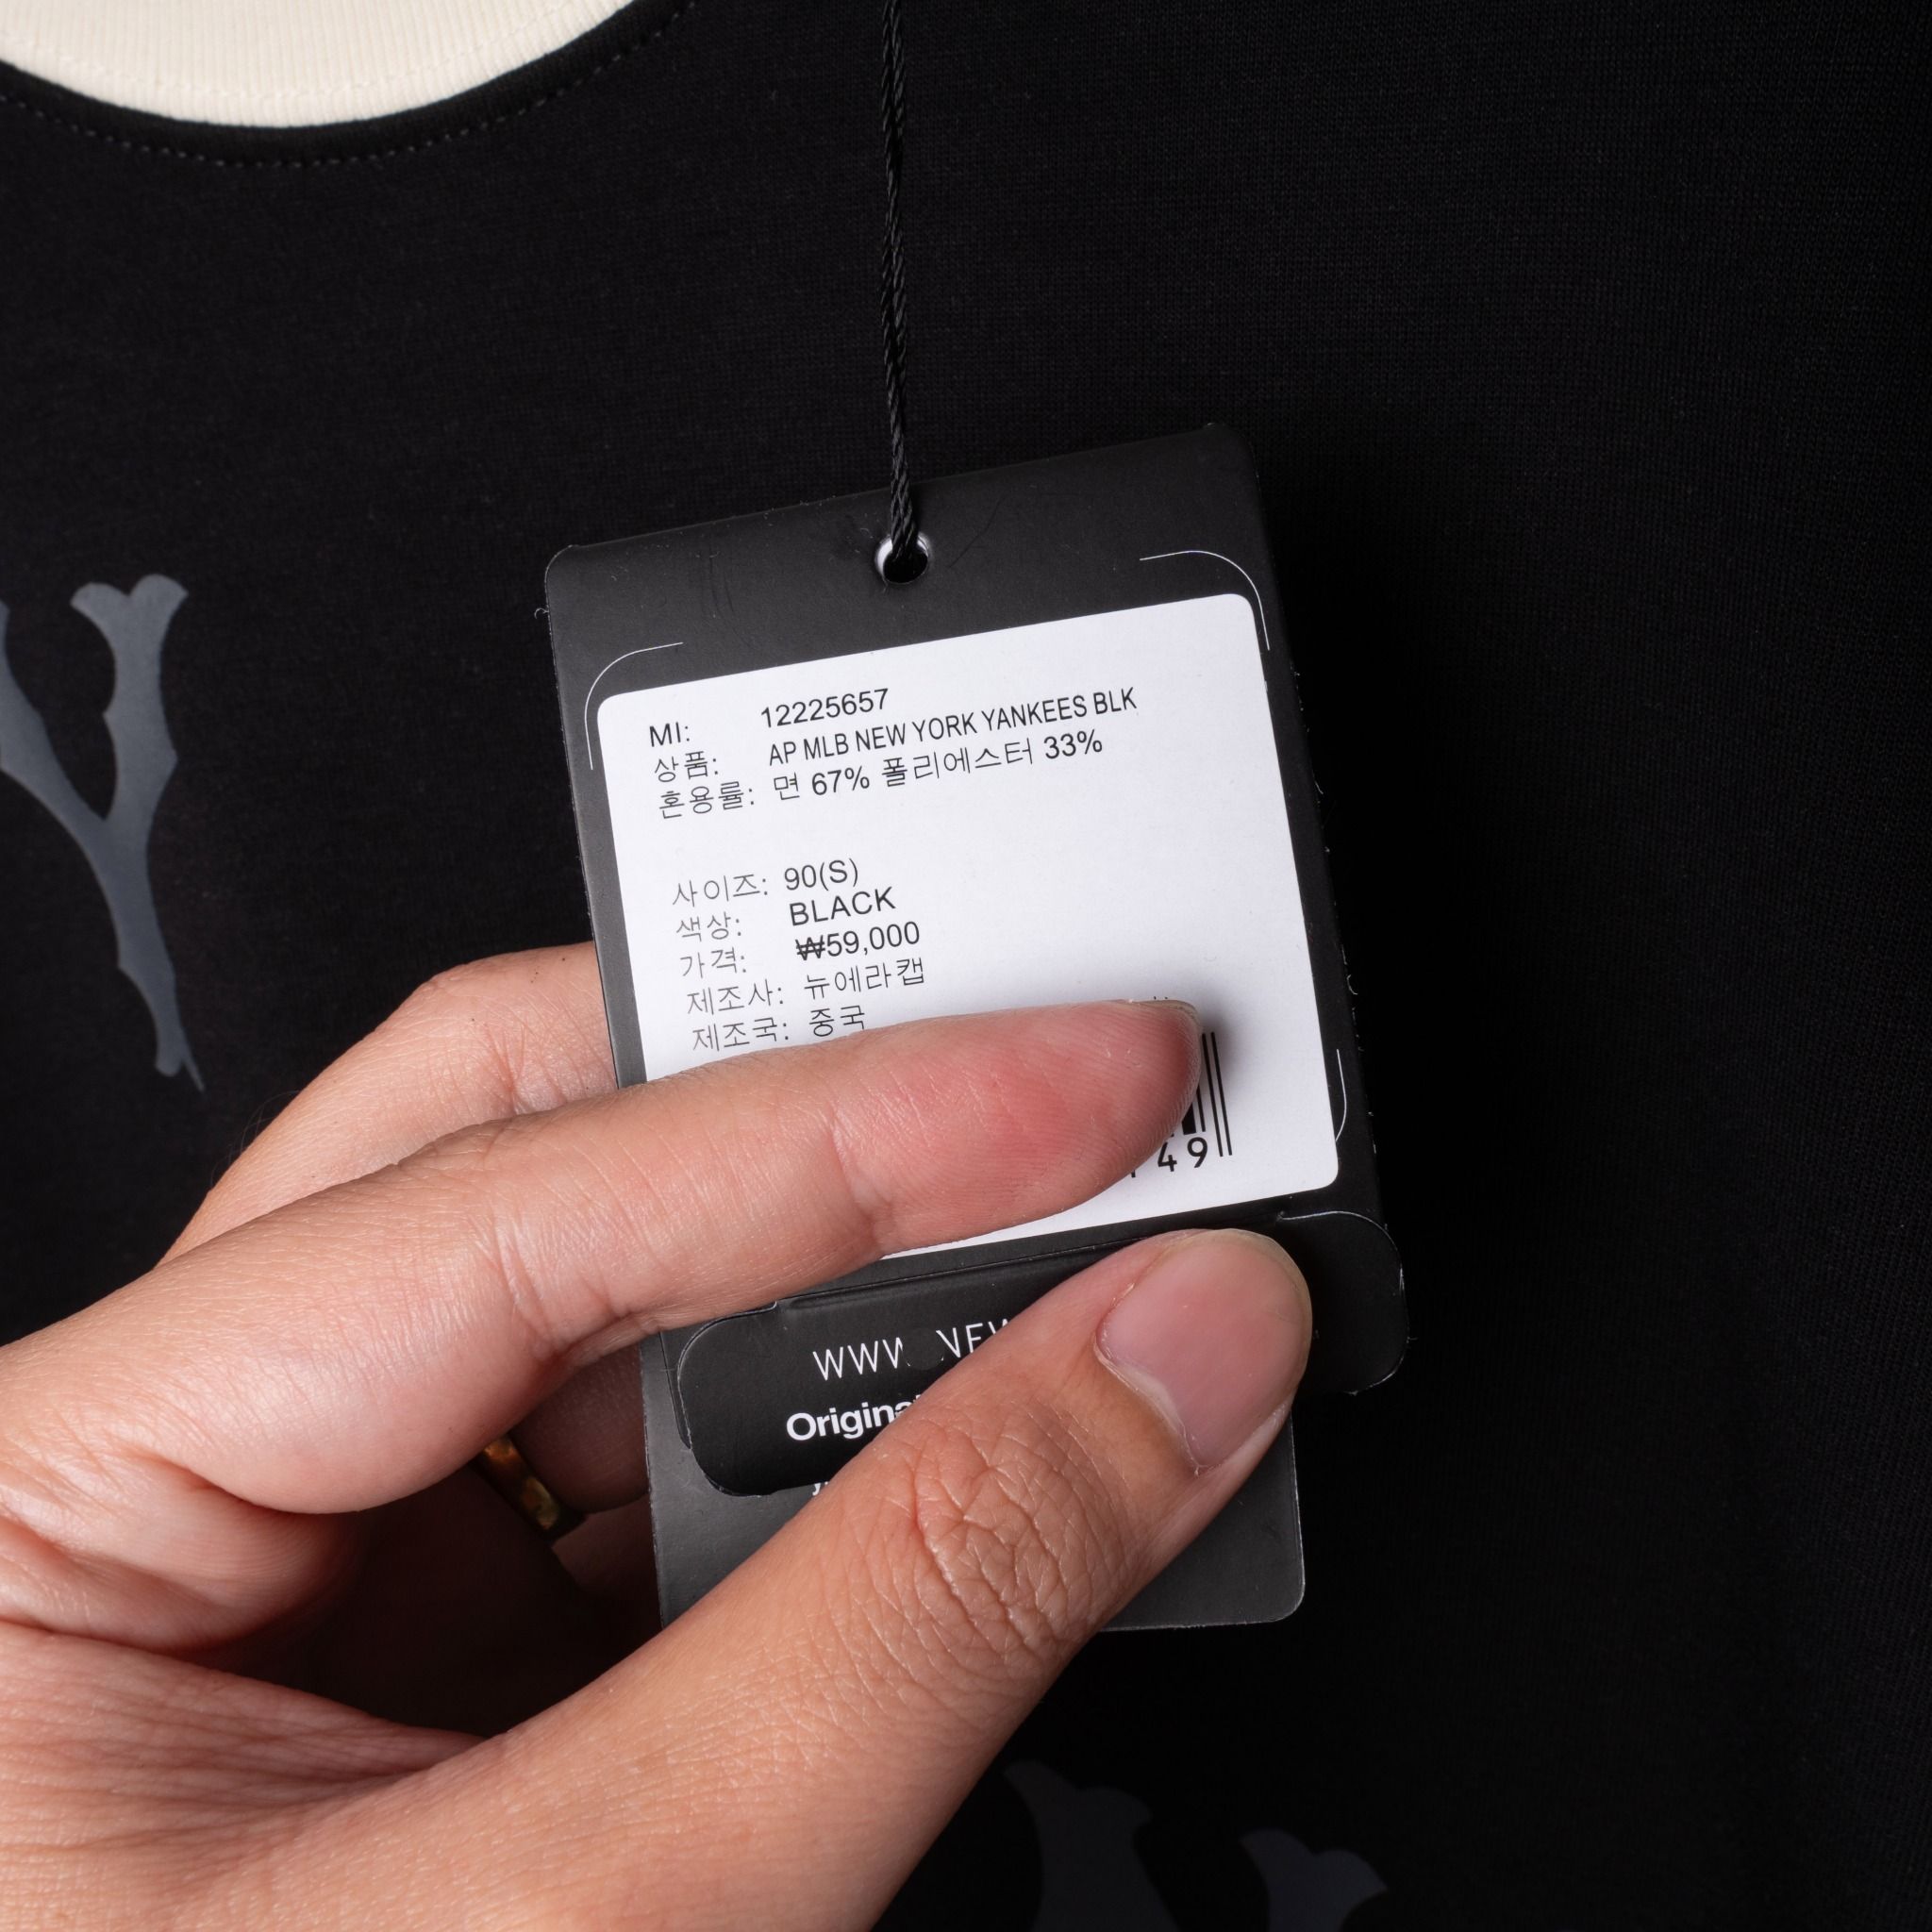 MI: 12225657
상품: AP MLB NEW YORK YANKEES BLK
혼용률: 면 67% 폴리에스터 33%
사이즈: 90(S)
색상: BLACK
가격: ₩59,000
제조사: 뉴에라캡
제조국: 중국
49
WWW
Y